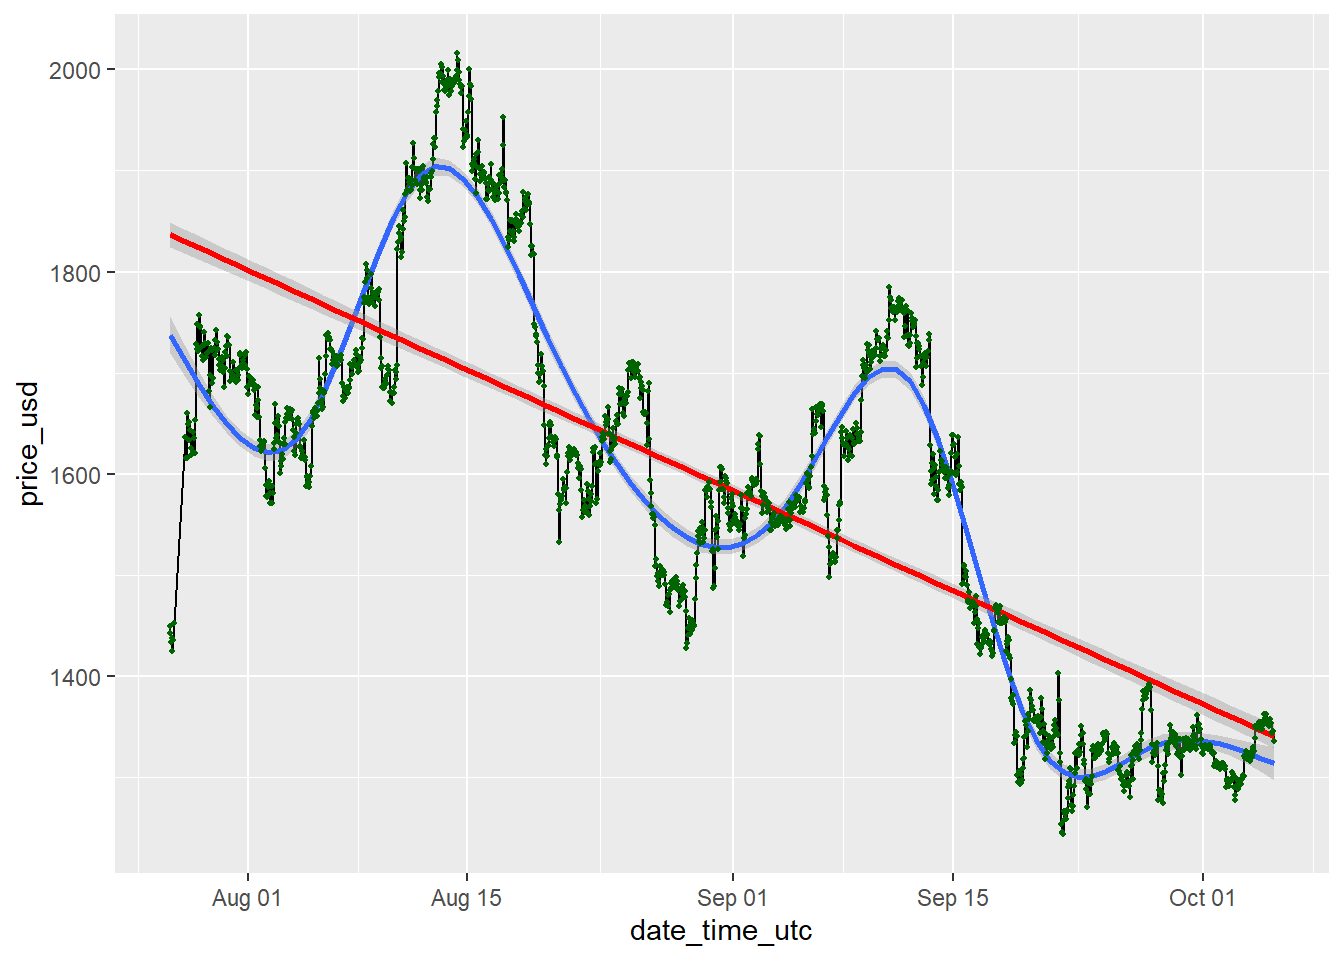 2000
1800
1600
1400
price_usd
Aug 01
Aug 15
Sep 01
Sep 15
Oct 01
date_time_utc